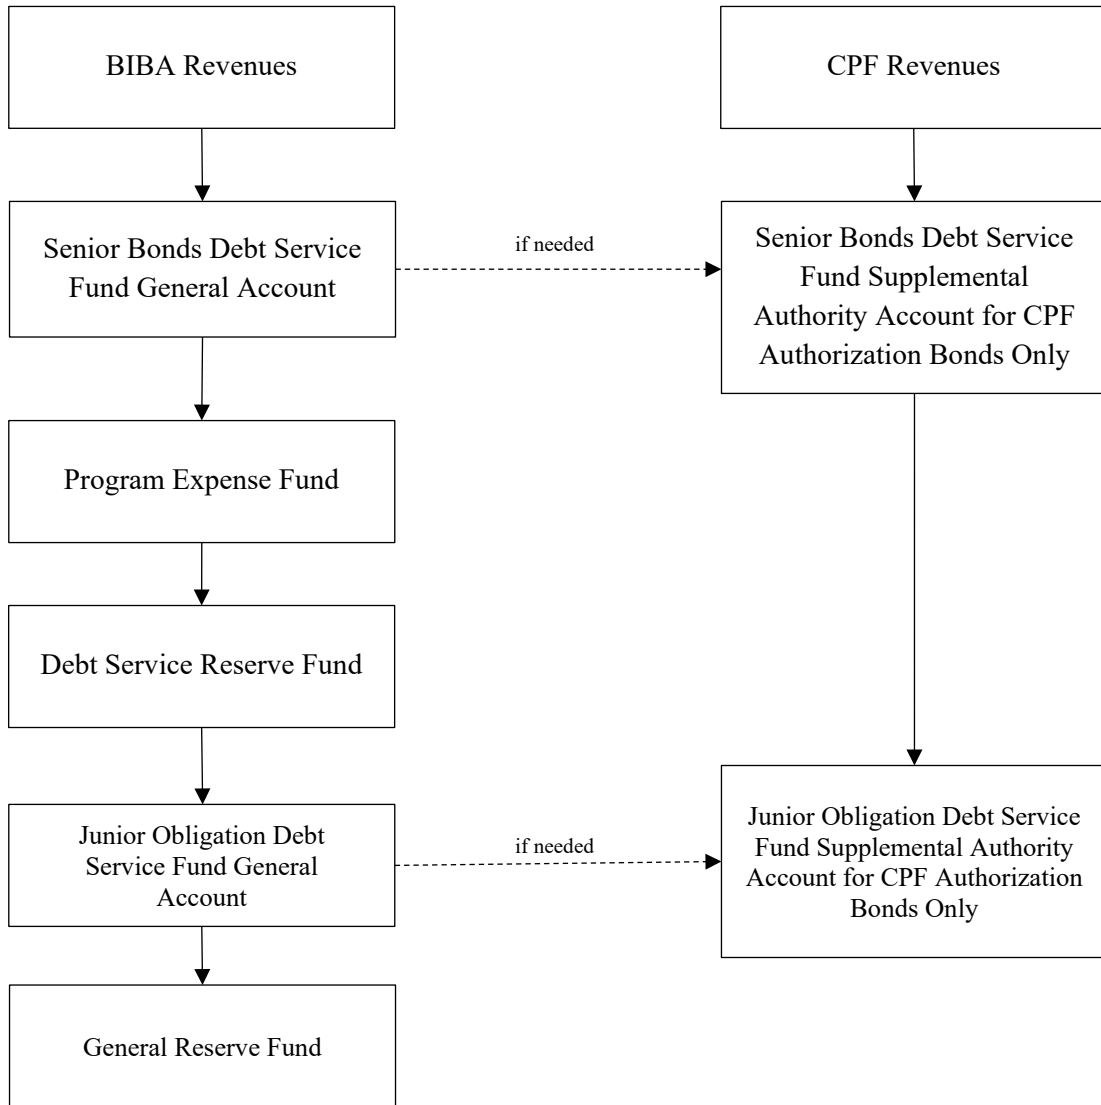 BIBA Revenues
CPF Revenues
Senior Bonds Debt Service
Fund General Account
if needed
Senior Bonds Debt Service
Fund Supplemental
Authority Account for CPF
Authorization Bonds Only
Program Expense Fund
Debt Service Reserve Fund
Junior Obligation Debt
Service Fund General
Account
if needed
Junior Obligation Debt Service
Fund Supplemental Authority
Account for CPF Authorization
Bonds Only
General Reserve Fund